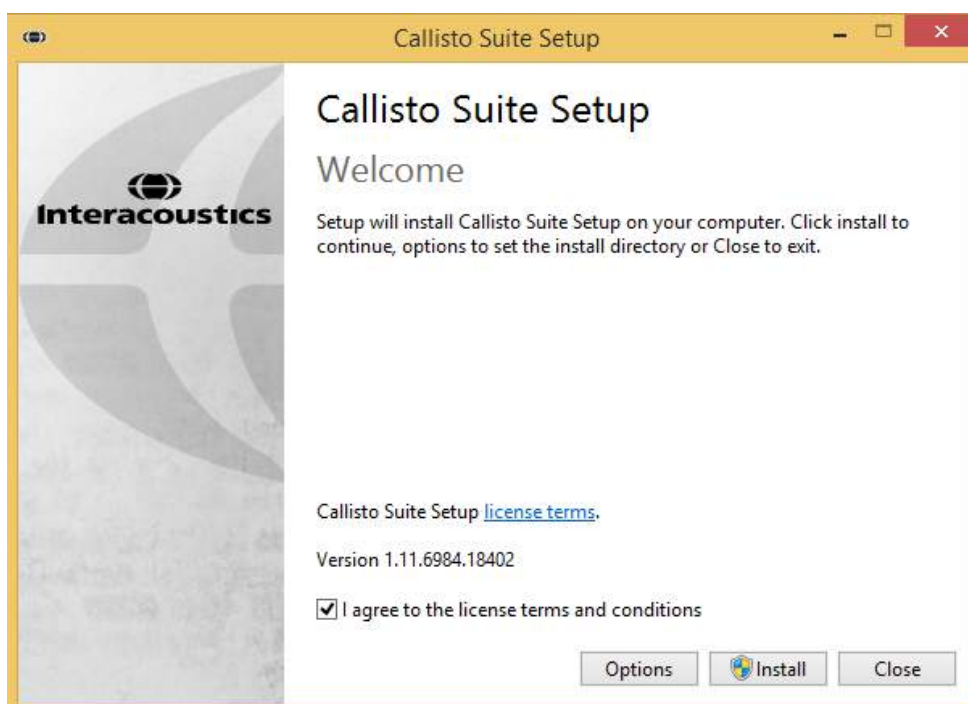 Callisto Suite Setup
Interacoustics
Callisto Suite Setup
Welcome
Setup will install Callisto Suite Setup on your computer. Click install to
continue, options to set the install directory or Close to exit.
Callisto Suite Setup license terms.
Version 1.11.6984.18402
I agree to the license terms and conditions
Options Install Close